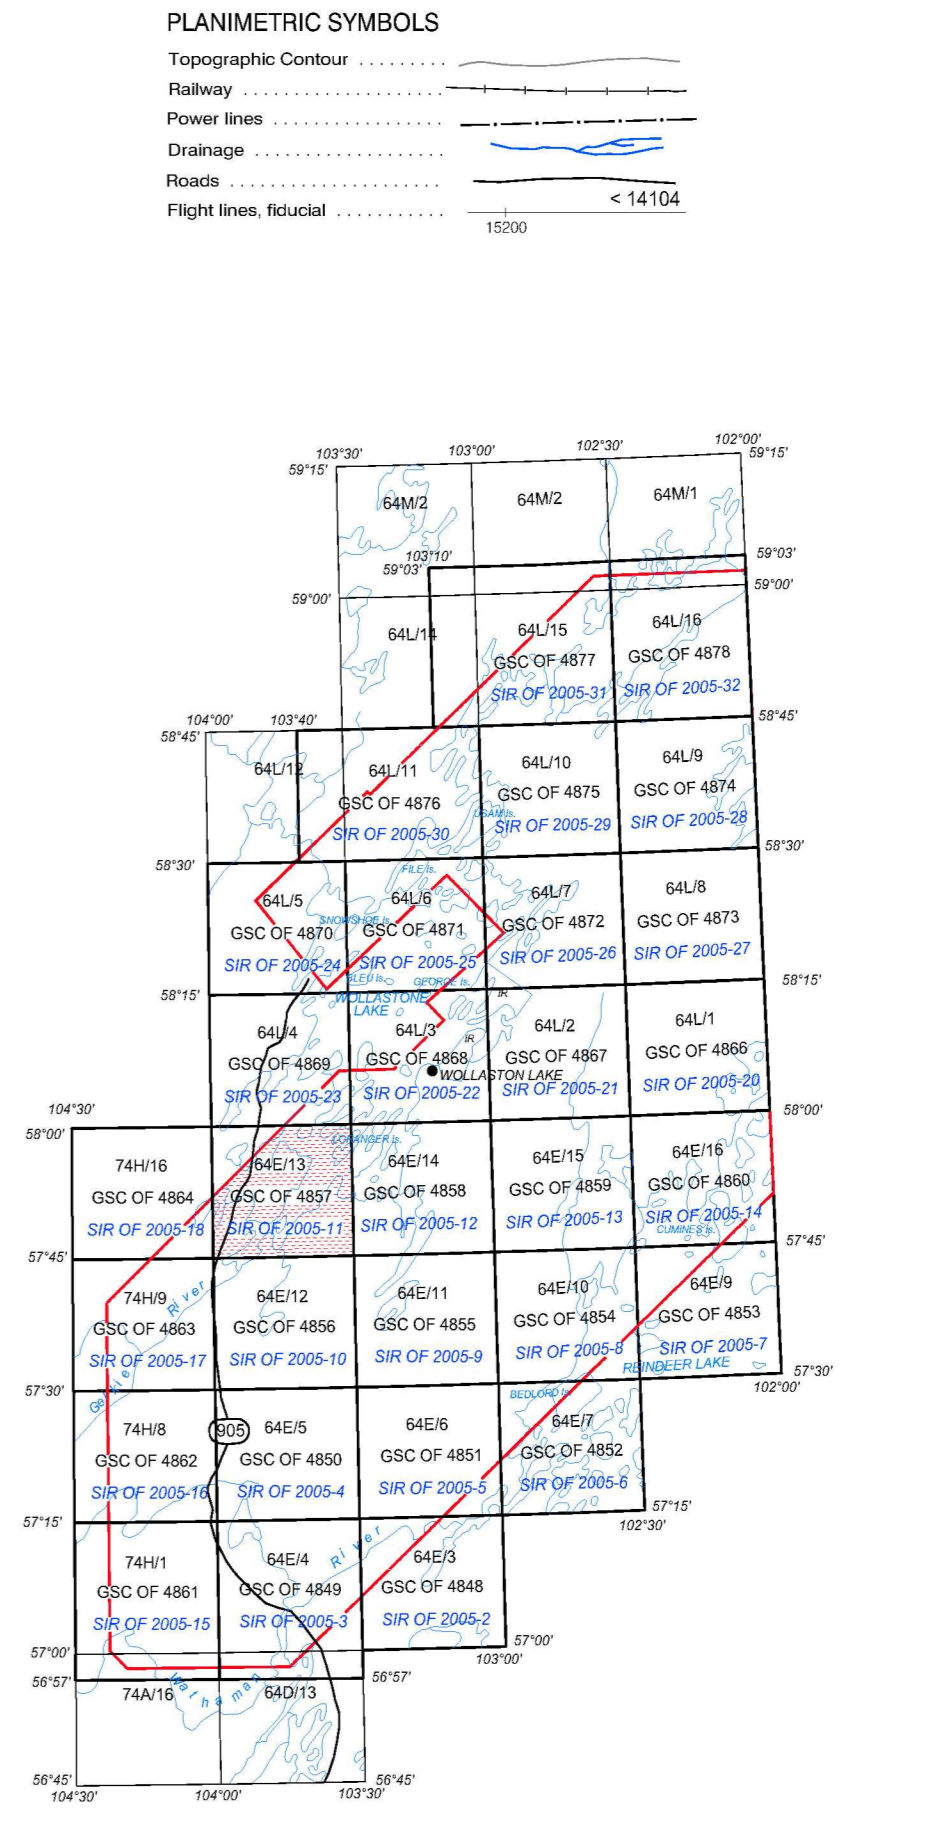 PLANIMETRIC SYMBOLS
Topographic Contour . . . . . . . . .
Railway . . . . . . . . . . . . . . . . . . . . .
Power lines . . . . . . . . . . . . . . . . . .
Drainage . . . . . . . . . . . . . . . . . . . .
Roads . . . . . . . . . . . . . . . . . . . . . .
< 14104
Flight lines, fiducial . . . . . . . . . . .
15200
103°30' 103°00' 102°30' 102°00'
59°15' 59°15'
64M/2 64M/2 64M/1
103°10'
59°03' 59°03'
59°00' 59°00'
64L/14 64L/15 64L/16
GSC OF 4877 GSC OF 4878
SIR OF 2005-31 SIR OF 2005-32
104°00' 103°40'
58°45' 58°45'
64L/12 64L/11 64L/10 64L/9
GSC OF 4876 GSC OF 4875 GSC OF 4874
USAM is.
SIR OF 2005-30 SIR OF 2005-29 SIR OF 2005-28
58°30' 58°30'
FILE is.
64L/5 64L/6 64L/7 64L/8
SNOWSHOE is.
GSC OF 4870 GSC OF 4871 GSC OF 4872 GSC OF 4873
SIR OF 2005-24 SIR OF 2005-25 SIR OF 2005-26 SIR OF 2005-27
BLEU is. GEORGE is.
58°15' 58°15'
WOLLASTONE IR
LAKE
64L/4 64L/3 64L/2 64L/1
IR
GSC OF 4869 GSC OF 4868 GSC OF 4867 GSC OF 4866
WOLLASTON LAKE
SIR OF 2005-23 SIR OF 2005-22 SIR OF 2005-21 SIR OF 2005-20
104°30'
58°00' 58°00'
LORANGER is.
74H/16 64E/13 64E/14 64E/15 64E/16
GSC OF 4864 GSC OF 4857 GSC OF 4858 GSC OF 4859 GSC OF 4860
SIR OF 2005-18 SIR OF 2005-11 SIR OF 2005-12 SIR OF 2005-13 SIR OF 2005-14
CUMINES is.
57°45' 57°45'
74H/9 64E/12 64E/11 64E/10 64E/9
River
GSC OF 4863 GSC OF 4856 GSC OF 4855 GSC OF 4854 GSC OF 4853
SIR OF 2005-17 SIR OF 2005-10 SIR OF 2005-9 SIR OF 2005-8 SIR OF 2005-7
REINDEER LAKE
57°30' 57°30'
102°00'
BEDLORD is.
74H/8 905 64E/5 64E/6 64E/7
GSC OF 4862 GSC OF 4850 GSC OF 4851 GSC OF 4852
SIR OF 2005-16 SIR OF 2005-4 SIR OF 2005-5 SIR OF 2005-6
57°15' 57°15'
102°30'
River
74H/1 64E/4 64E/3
GSC OF 4861 GSC OF 4849 GSC OF 4848
SIR OF 2005-15 SIR OF 2005-3 SIR OF 2005-2
57°00' 57°00'
103°00'
56°57' 56°57'
Wathaman
74A/16 64D/13
56°45' 56°45'
104°30' 104°00' 103°30'